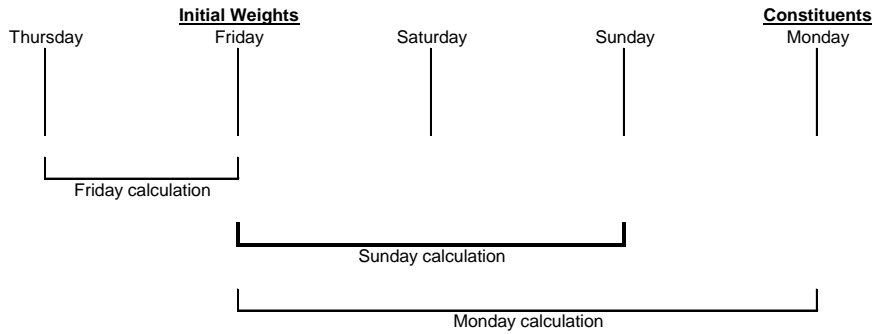 Initial Weights Constituents
Thursday Friday Saturday Sunday Monday
Friday calculation
Sunday calculation
Monday calculation